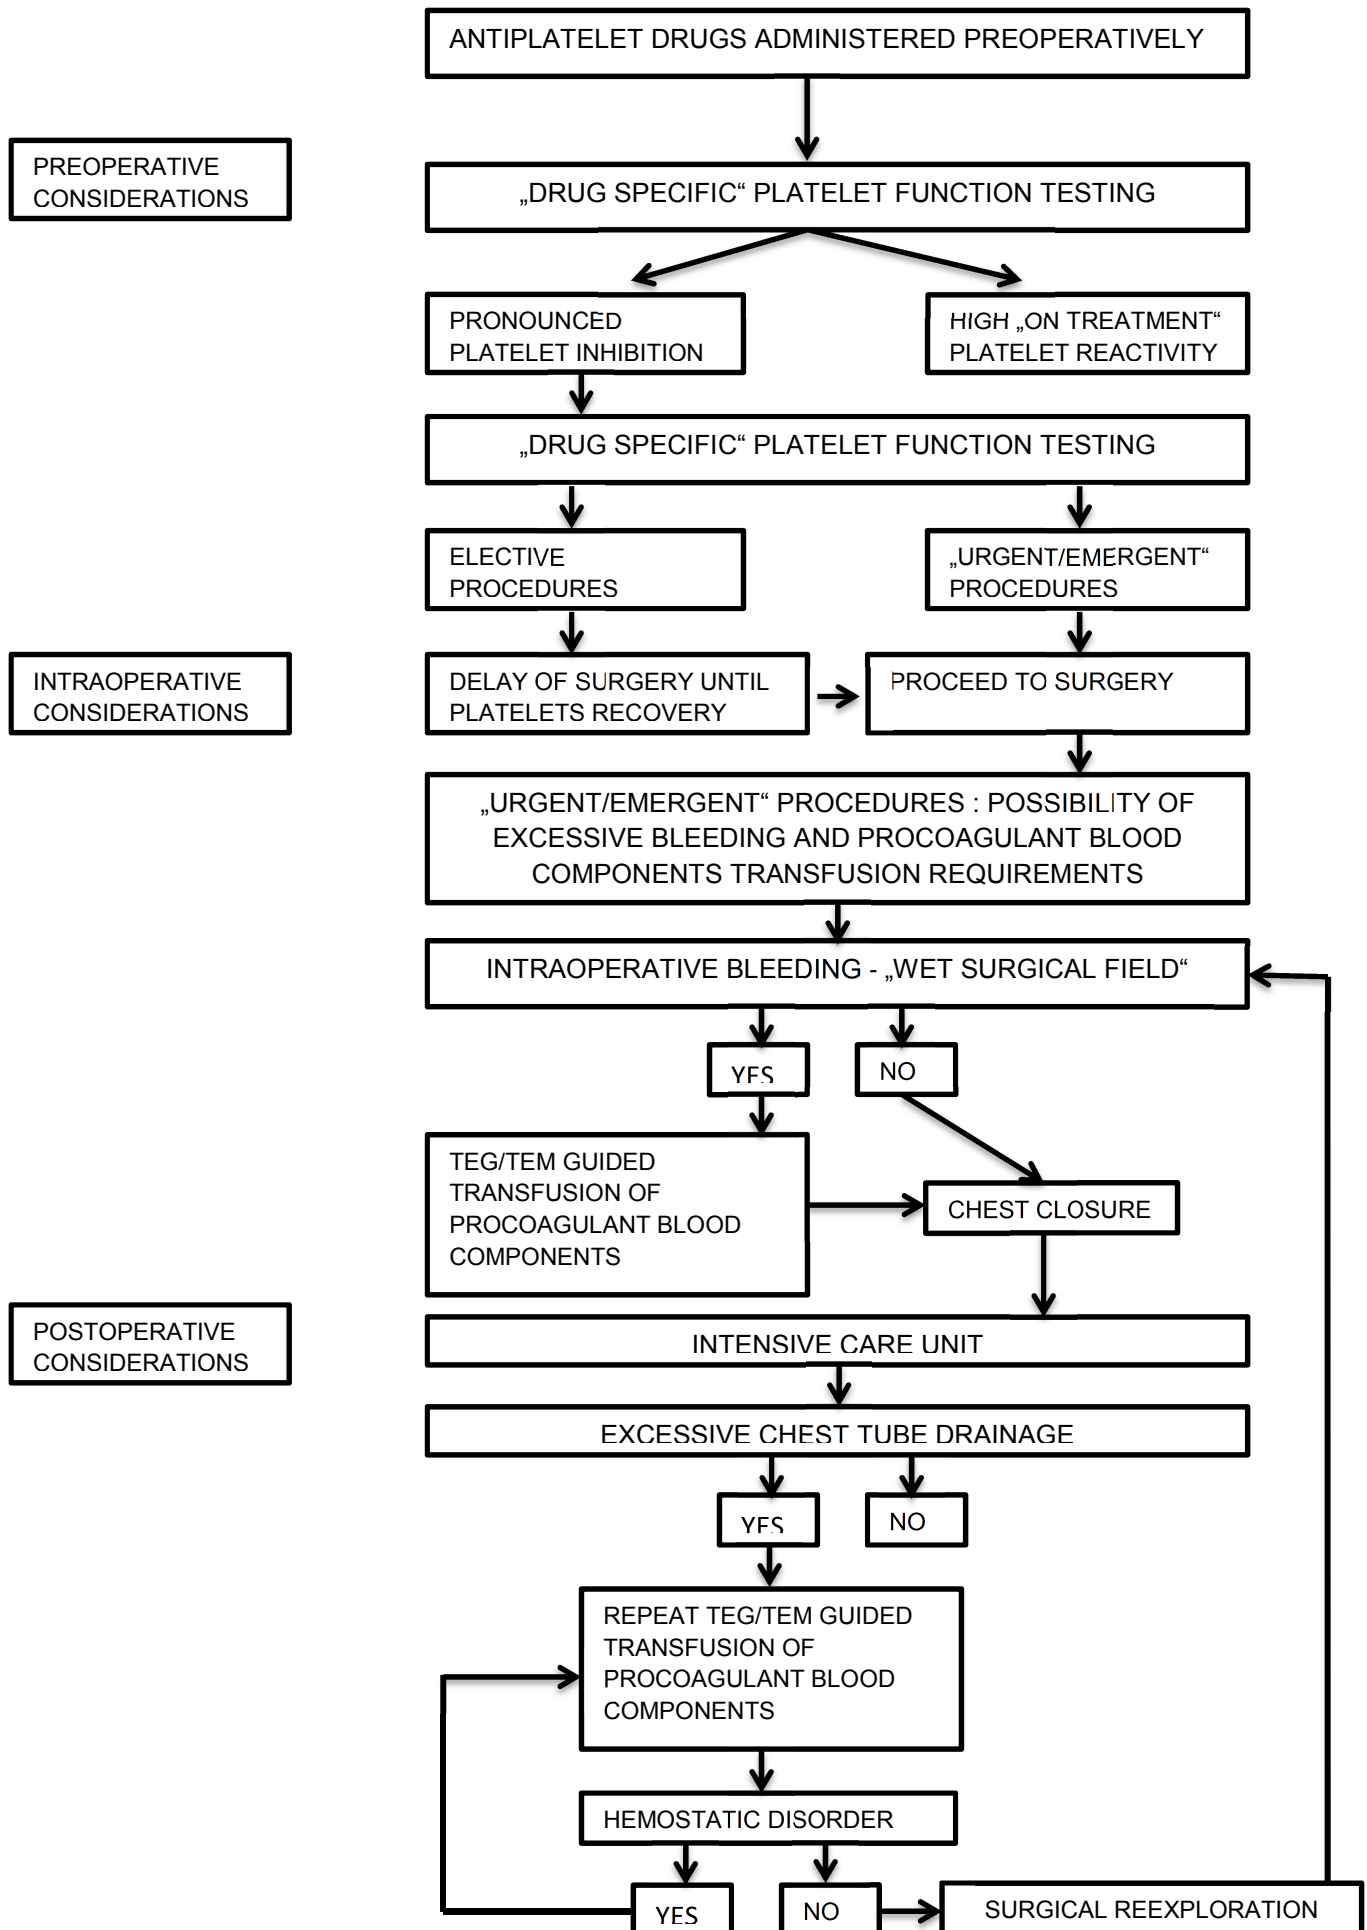 ANTIPLATELET DRUGS ADMINISTERED PREOPERATIVELY
PREOPERATIVE
CONSIDERATIONS
„DRUG SPECIFIC“ PLATELET FUNCTION TESTING
PRONOUNCED
PLATELET INHIBITION
HIGH „ON TREATMENT“
PLATELET REACTIVITY
„DRUG SPECIFIC“ PLATELET FUNCTION TESTING
ELECTIVE
PROCEDURES
„URGENT/EMERGENT“
PROCEDURES
INTRAOPERATIVE
CONSIDERATIONS
DELAY OF SURGERY UNTIL
PLATELETS RECOVERY
PROCEED TO SURGERY
„URGENT/EMERGENT“ PROCEDURES : POSSIBILITY OF
EXCESSIVE BLEEDING AND PROCOAGULANT BLOOD
COMPONENTS TRANSFUSION REQUIREMENTS
INTRAOPERATIVE BLEEDING - „WET SURGICAL FIELD“
YES
NO
TEG/TEM GUIDED
TRANSFUSION OF
PROCOAGULANT BLOOD
COMPONENTS
CHEST CLOSURE
POSTOPERATIVE
CONSIDERATIONS
INTENSIVE CARE UNIT
EXCESSIVE CHEST TUBE DRAINAGE
YES
NO
REPEAT TEG/TEM GUIDED
TRANSFUSION OF
PROCOAGULANT BLOOD
COMPONENTS
HEMOSTATIC DISORDER
YES
NO
SURGICAL REEXPLORATION